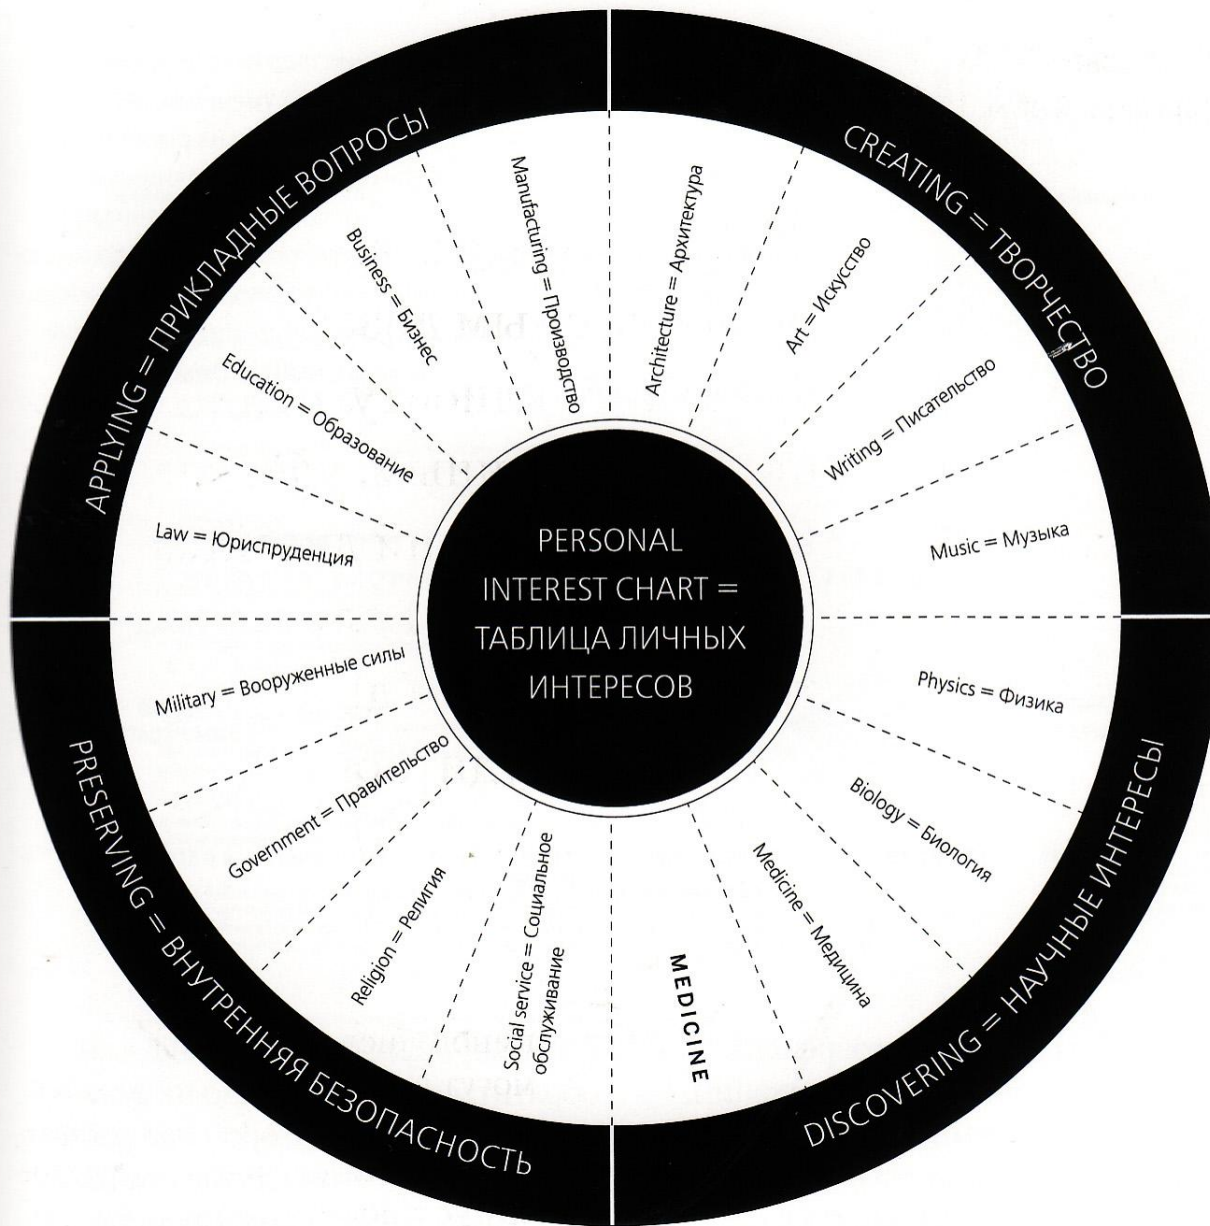 PERSONAL
INTEREST CHART =
ТАБЛИЦА ЛИЧНЫХ
ИНТЕРЕСОВ
CREATING = ТВОРЧЕСТВО
Architecture = Архитектура
Art = Искусство
Writing = Писательство
Music = Музыка
DISCOVERING = НАУЧНЫЕ ИНТЕРЕСЫ
Physics = Физика
Biology = Биология
Medicine = Медицина
MEDICINE
PRESERVING = ВНУТРЕННЯЯ БЕЗОПАСНОСТЬ
Social service = Социальное
обслуживание
Religion = Религия
Government = Правительство
Military = Вооруженные силы
APPLYING = ПРИКЛАДНЫЕ ВОПРОСЫ
Law = Юриспруденция
Education = Образование
Business = Бизнес
Manufacturing = Производство